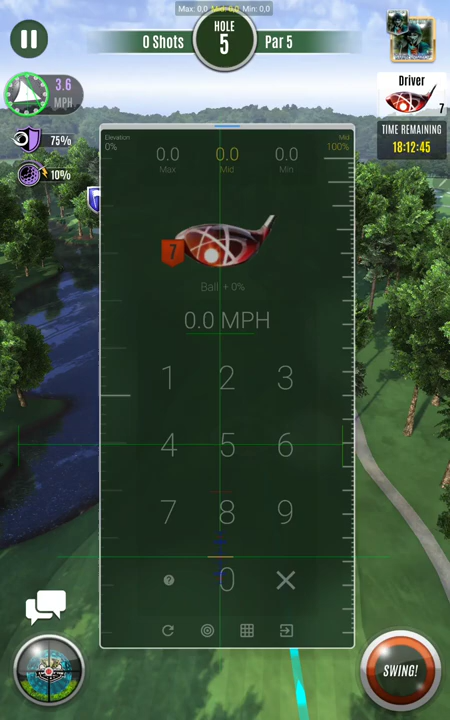 Max: 0,0 Mid: 0,0 Min: 0,0
HOLE
5
0 Shots
Par 5
3.6
MPH
75%
10%
Driver
7
TIME REMAINING
18:12:45
Elevation
0%
Mid
100%
0.0 0.0 0.0
Max Mid Min
7
Ball + 0%
0.0 MPH
1 2 3
4 5 6
7 8 9
? 0 ×
SWING!